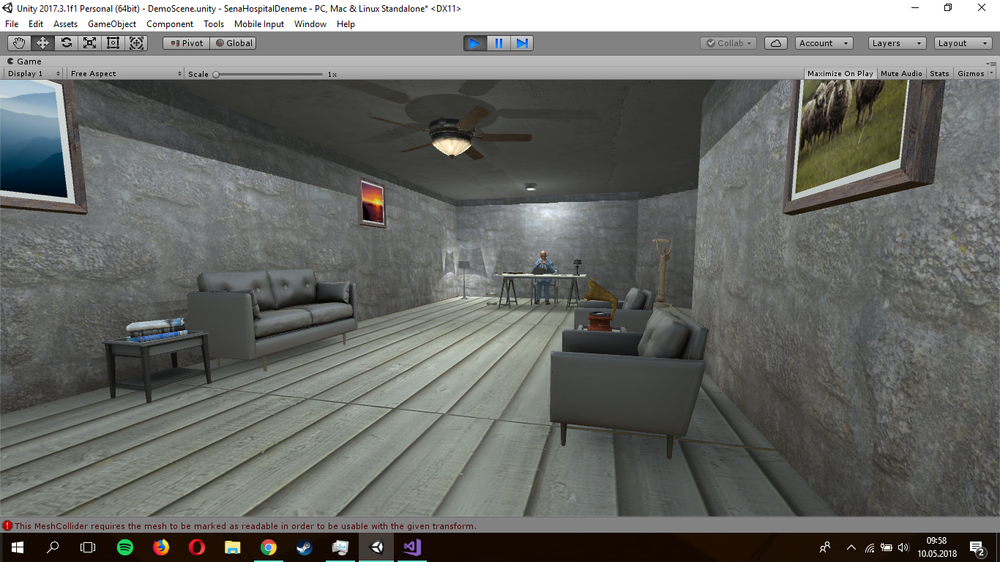 Unity 2017.3.1f1 Personal (64bit) - DemoScene.unity - SenaHospitalDeneme - PC, Mac & Linux Standalone* <DX11>
File Edit Assets GameObject Component Tools Mobile Input Window Help
Pivot Global Collab Account Layers Layout
Game
Display 1 Free Aspect Scale 1x Maximize On Play Mute Audio Stats Gizmos
This MeshCollider requires the mesh to be marked as readable in order to be usable with the given transform.
09:58
10.05.2018
2